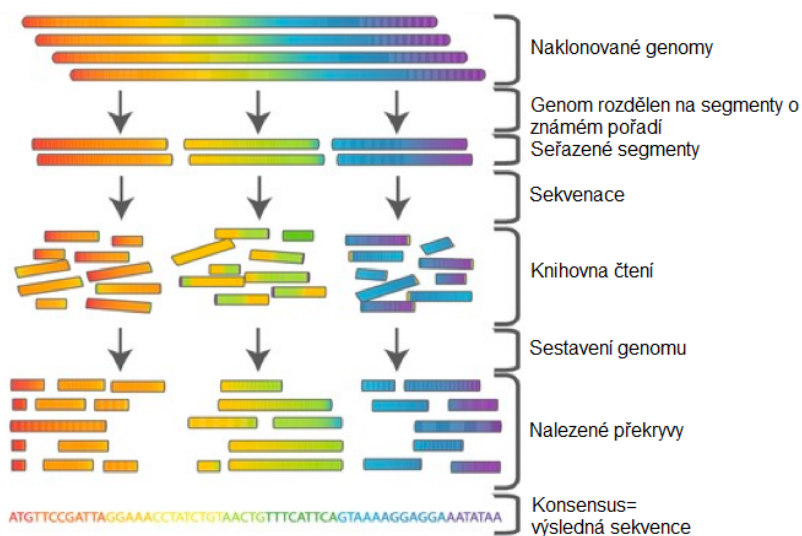 Naklonované genomy
Genom rozdělen na segmenty o
známém pořadí
Seřazené segmenty
Sekvenace
Knihovna čtení
Sestavení genomu
Nalezené překryvy
ATGTTCCGATTAGGAAACCTATCTGTAACTGTTTCATTCAGTAAAAGGAGGAAATATAA
Konsensus=
výsledná sekvence